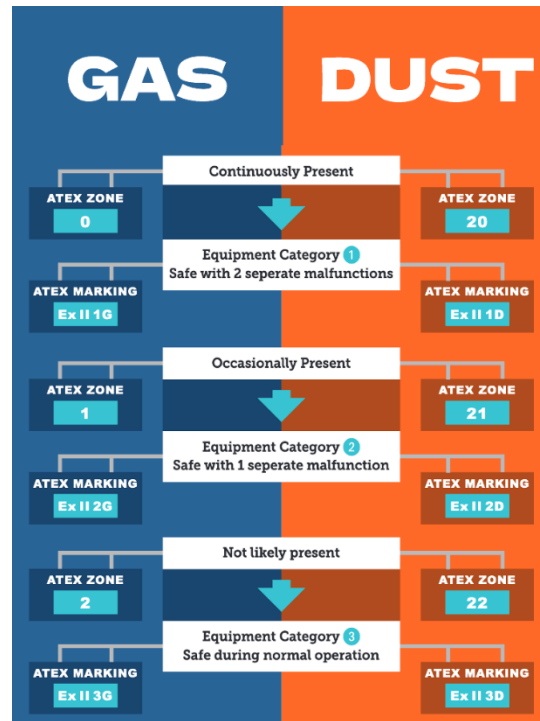 GAS DUST
Continuously Present
ATEX ZONE
0
ATEX ZONE
20
Equipment Category 1
Safe with 2 seperate malfunctions
ATEX MARKING
Ex II 1G
ATEX MARKING
Ex II 1D
Occasionally Present
ATEX ZONE
1
ATEX ZONE
21
Equipment Category 2
Safe with 1 seperate malfunction
ATEX MARKING
Ex II 2G
ATEX MARKING
Ex II 2D
Not likely present
ATEX ZONE
2
ATEX ZONE
22
Equipment Category 3
Safe during normal operation
ATEX MARKING
Ex II 3G
ATEX MARKING
Ex II 3D